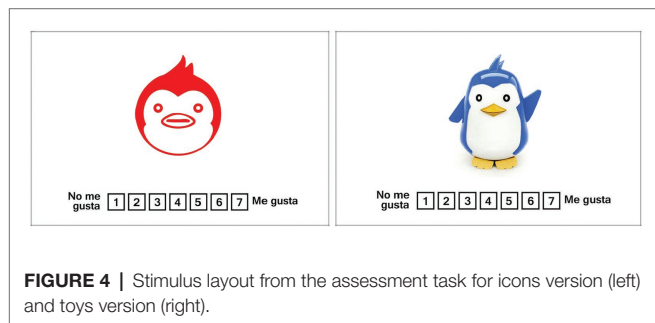 No me
gusta 1 2 3 4 5 6 7 Me gusta
No me
gusta 1 2 3 4 5 6 7 Me gusta
FIGURE 4 | Stimulus layout from the assessment task for icons version (left)
and toys version (right).